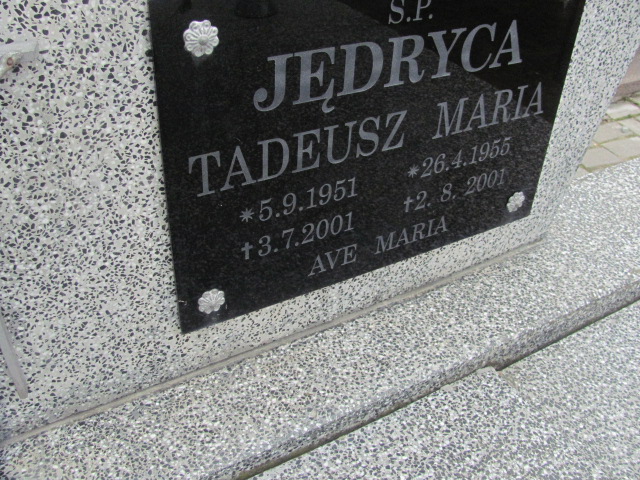 S.P.
JĘDRYCA
TADEUSZ MARIA
*5.9.1951 *26.4.1955
†3.7.2001 †2.8.2001
AVE MARIA